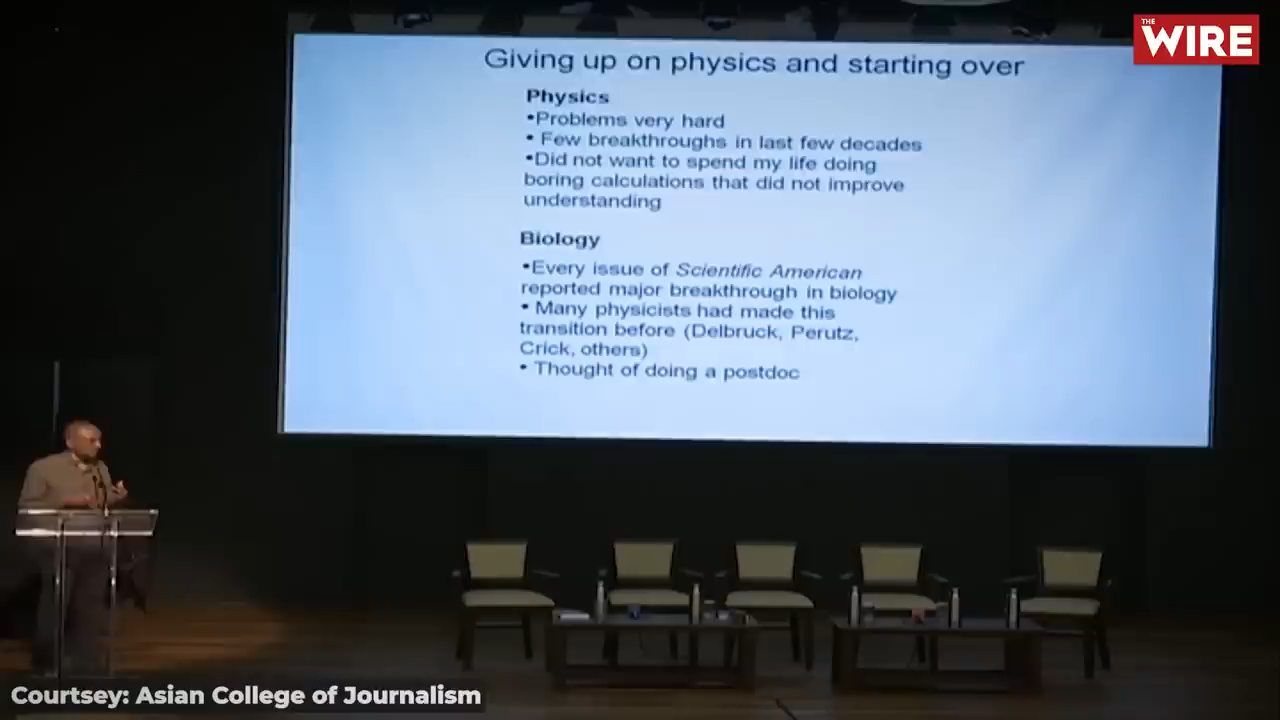 THE
WIRE
Giving up on physics and starting over
Physics
•Problems very hard
• Few breakthroughs in last few decades
•Did not want to spend my life doing
boring calculations that did not improve
understanding
Biology
•Every issue of Scientific American
reported major breakthrough in biology
• Many physicists had made this
transition before (Delbruck, Perutz,
Crick, others)
• Thought of doing a postdoc
Courtsey: Asian College of Journalism